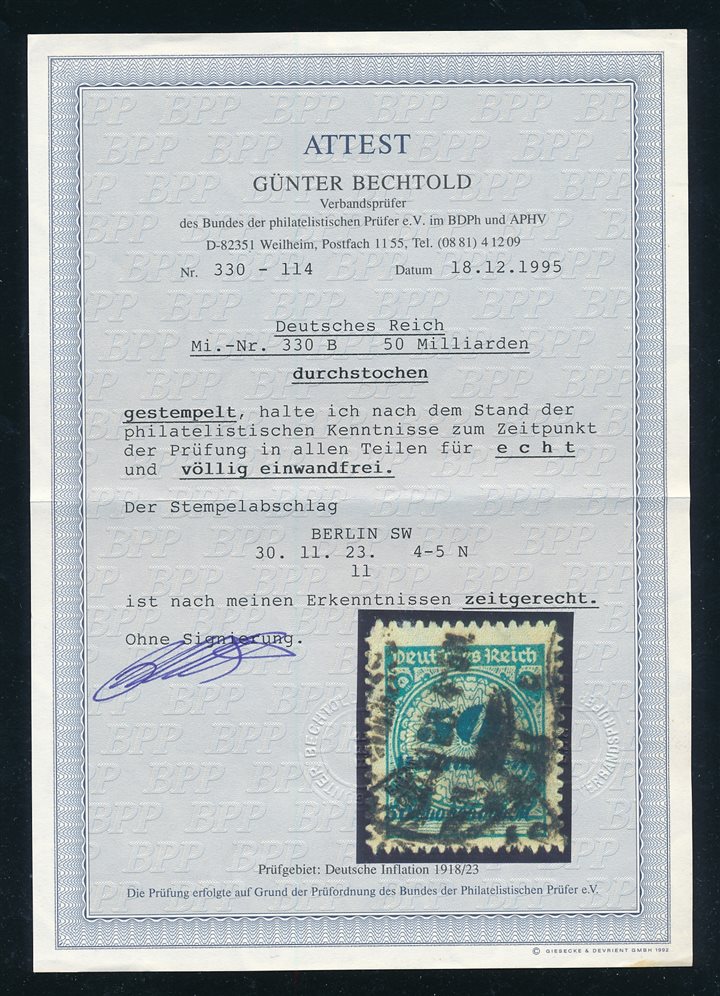 ATTEST
GÜNTER BECHTOLD
Verbandsprüfer
des Bundes der philatelistischen Prüfer e.V. im BDPh und APHV
D-82351 Weilheim, Postfach 11 55, Tel. (08 81) 4 12 09
Nr. 330 - 114 Datum 18.12.1995
Deutsches Reich
Mi.-Nr. 330 B 50 Milliarden
durchstochen
gestempelt, halte ich nach dem Stand der
philatelistischen Kenntnisse zum Zeitpunkt
der Prüfung in allen Teilen für e c h t
und völlig einwandfrei.
Der Stempelabschlag
BERLIN SW
30. 11. 23. 4-5 N
11
ist nach meinen Erkenntnissen zeitgerecht.
Ohne Signierung.
Deutsches Reich
Prüfgebiet: Deutsche Inflation 1918/23
Die Prüfung erfolgte auf Grund der Prüfordnung des Bundes der Philatelistischen Prüfer e.V.
© GIESECKE & DEVRIENT GMBH 1992